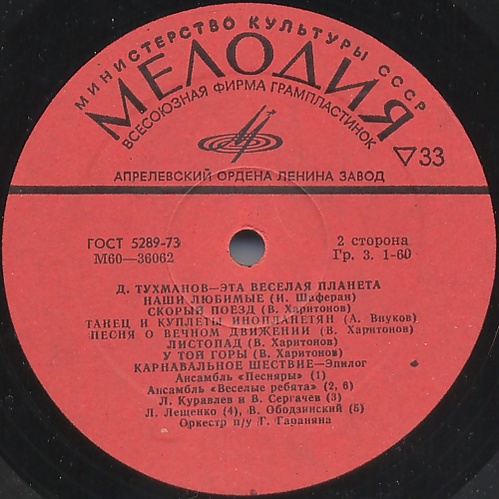 МИНИСТЕРСТВО КУЛЬТУРЫ СССР
МЕЛОДИЯ
ВСЕСОЮЗНАЯ ФИРМА ГРАМПЛАСТИНОК
▽33
АПРЕЛЕВСКИЙ ОРДЕНА ЛЕНИНА ЗАВОД
ГОСТ 5289-73
М60—36062
2 сторона
Гр. 3. 1-60
Д. ТУХМАНОВ—ЭТА ВЕСЕЛАЯ ПЛАНЕТА
НАШИ ЛЮБИМЫЕ (И. Шаферан)
СКОРЫЙ ПОЕЗД (В. Харитонов)
ТАНЕЦ И КУПЛЕТЫ ИНОПЛАНЕТЯН (А. Внуков)
ПЕСНЯ О ВЕЧНОМ ДВИЖЕНИИ (В. Харитонов)
ЛИСТОПАД (В. Харитонов)
У ТОЙ ГОРЫ (В. Харитонов)
КАРНАВАЛЬНОЕ ШЕСТВИЕ—Эпилог
Ансамбль «Песняры» (1)
Ансамбль «Веселые ребята» (2, 6)
Л. Куравлев и В. Сергачев (3)
Л. Лещенко (4), В. Ободзинский (5)
Оркестр п/у Г. Гараняна